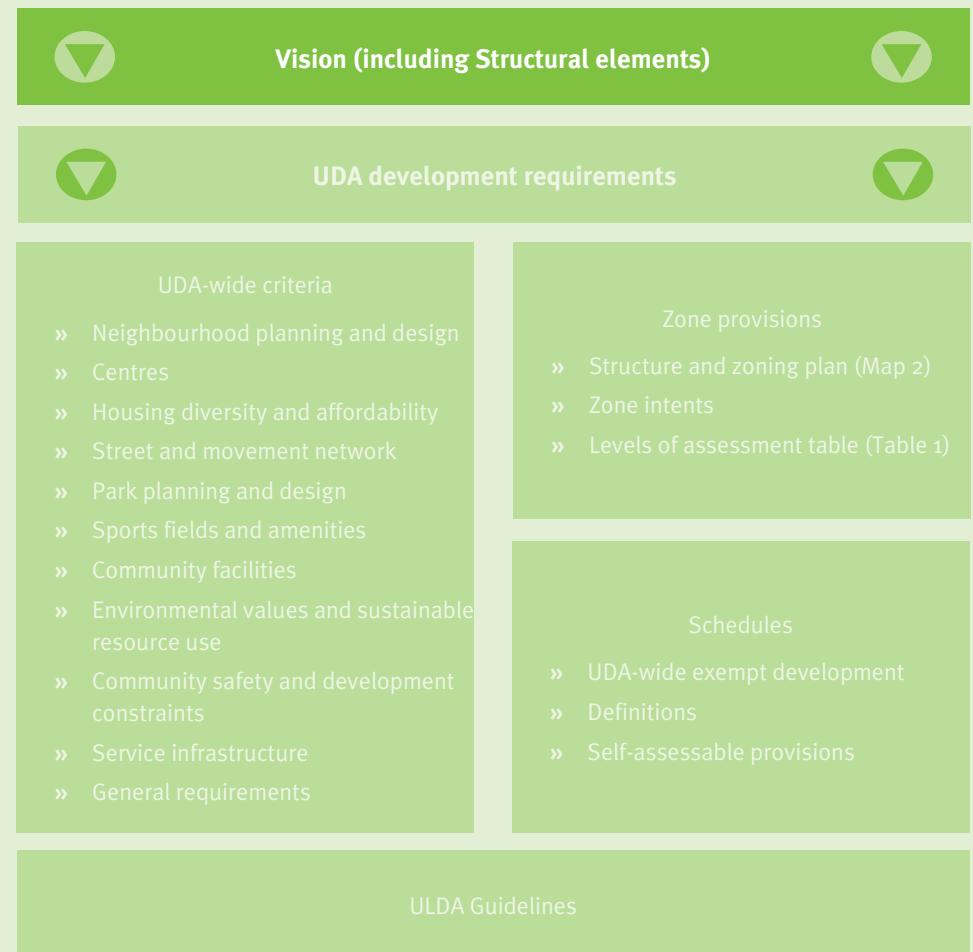 Vision (including Structural elements)
UDA development requirements
UDA-wide criteria
» Neighbourhood planning and design
» Centres
» Housing diversity and affordability
» Street and movement network
» Park planning and design
» Sports fields and amenities
» Community facilities
» Environmental values and sustainable
resource use
» Community safety and development
constraints
» Service infrastructure
» General requirements
Zone provisions
» Structure and zoning plan (Map 2)
» Zone intents
» Levels of assessment table (Table 1)
Schedules
» UDA-wide exempt development
» Definitions
» Self-assessable provisions
ULDA Guidelines